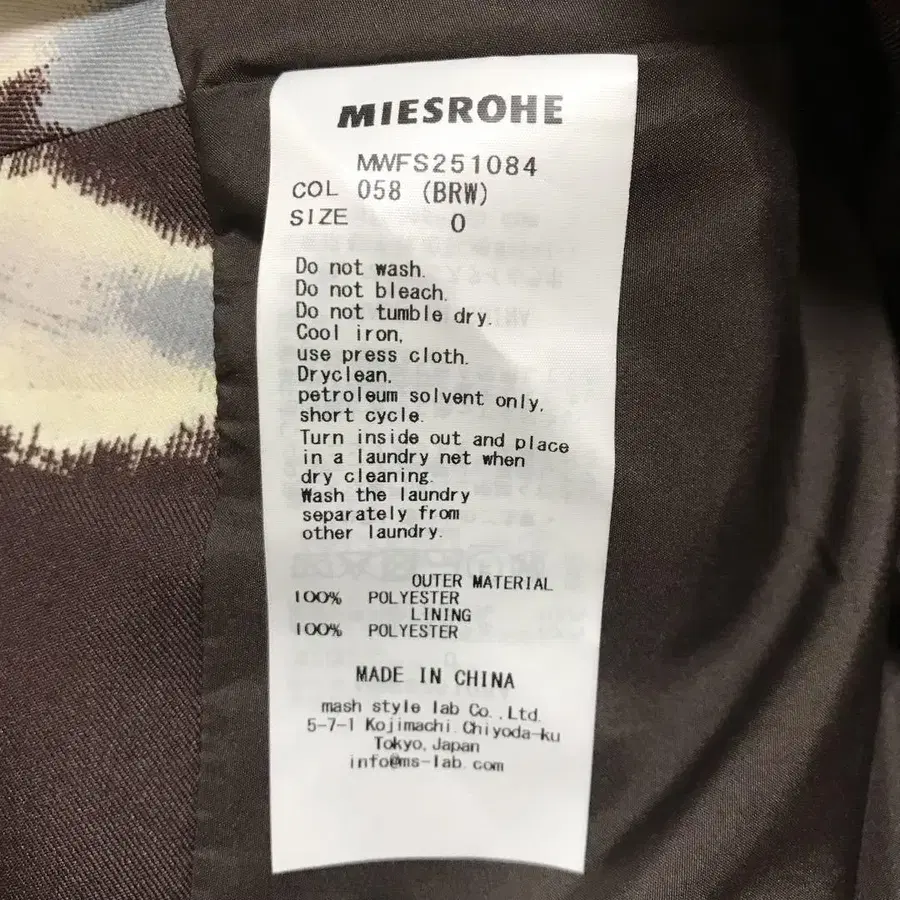 MIESROHE
MWFS251084
COL 058 (BRW)
SIZE 0
Do not wash.
Do not bleach.
Do not tumble dry.
Cool iron,
use press cloth.
Dryclean,
petroleum solvent only,
short cycle.
Turn inside out and place
in a laundry net when
dry cleaning.
Wash the laundry
separately from
other laundry.
OUTER MATERIAL
100% POLYESTER
LINING
100% POLYESTER
MADE IN CHINA
mash style lab Co.,Ltd.
5-7-1 Kojimachi Chiyoda-ku
Tokyo, Japan
info@ms-lab.com